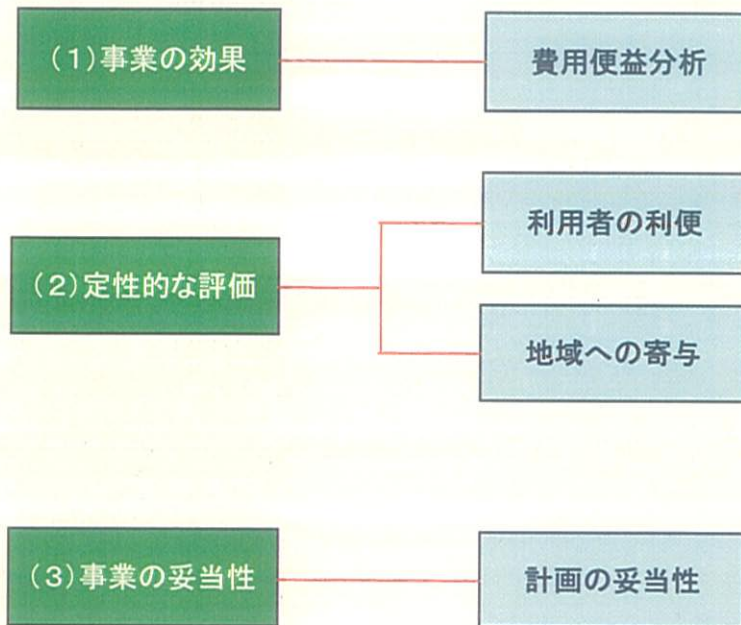 (1)事業の効果
費用便益分析
(2)定性的な評価
利用者の利便
地域への寄与
(3)事業の妥当性
計画の妥当性